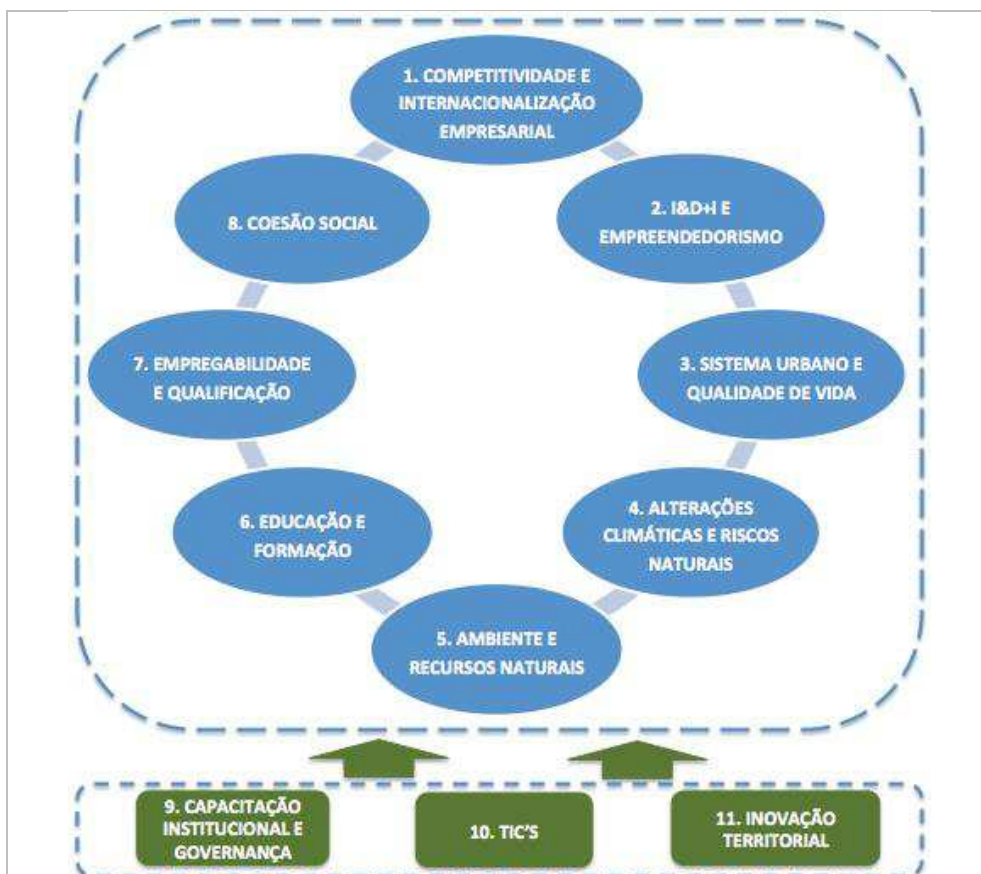 1. COMPETITIVIDADE E
INTERNACIONALIZAÇÃO
EMPRESARIAL
2. I&D+I E
EMPREENDEDORISMO
3. SISTEMA URBANO E
QUALIDADE DE VIDA
4. ALTERAÇÕES
CLIMÁTICAS E RISCOS
NATURAIS
5. AMBIENTE E
RECURSOS NATURAIS
6. EDUCAÇÃO E
FORMAÇÃO
7. EMPREGABILIDADE
E QUALIFICAÇÃO
8. COESÃO SOCIAL
9. CAPACITAÇÃO
INSTITUCIONAL E
GOVERNANÇA
10. TIC'S
11. INOVAÇÃO
TERRITORIAL